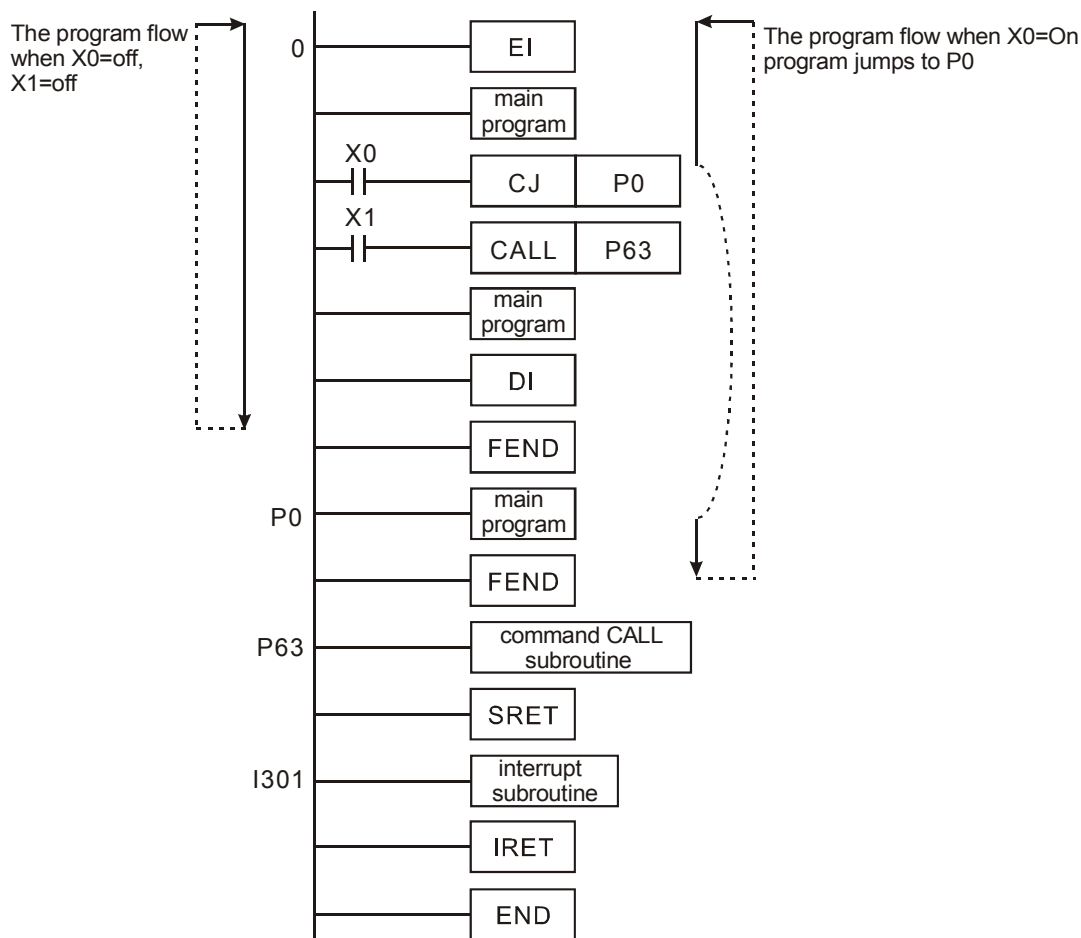 The program flow
when X0=off,
X1=off
The program flow when X0=On
program jumps to P0
0
EI
main
program
X0
CJ P0
X1
CALL P63
main
program
DI
FEND
P0
main
program
FEND
P63
command CALL
subroutine
SRET
I301
interrupt
subroutine
IRET
END